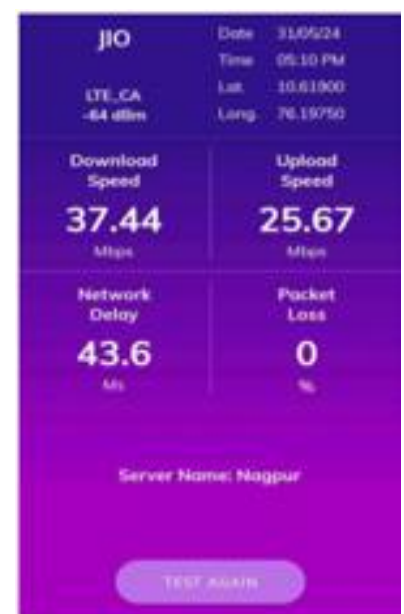 JIO
LTE_CA
-64 dBm
Date 31/05/24
Time 05:10 PM
Lat. 10.61900
Long. 76.19750
Download
Speed
37.44
Mbps
Upload
Speed
25.67
Mbps
Network
Delay
43.6
Ms
Packet
Loss
0
%
Server Name: Nagpur
TEST AGAIN